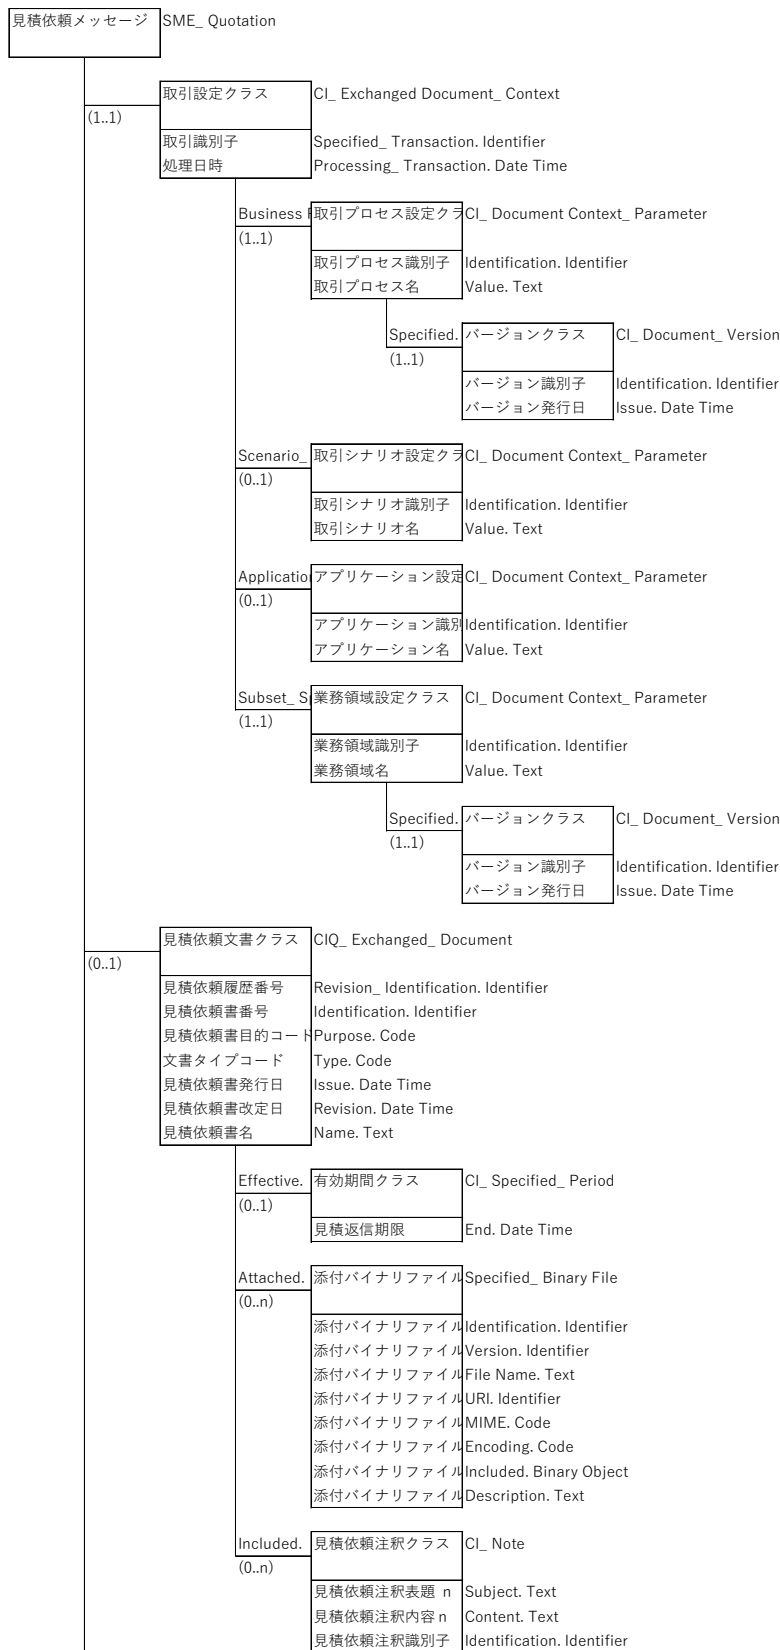 見積依頼メッセージ SME_ Quotation
取引設定クラス CI_ Exchanged Document_ Context
(1..1)
取引識別子 Specified_ Transaction. Identifier
処理日時 Processing_ Transaction. Date Time
Business 取引プロセス設定クラ CI_ Document Context_ Parameter
(1..1)
取引プロセス識別子 Identification. Identifier
取引プロセス名 Value. Text
Specified. バージョンクラス CI_ Document_ Version
(1..1)
バージョン識別子 Identification. Identifier
バージョン発行日 Issue. Date Time
Scenario_ 取引シナリオ設定クラ CI_ Document Context_ Parameter
(0..1)
取引シナリオ識別子 Identification. Identifier
取引シナリオ名 Value. Text
Application アプリケーション設定 CI_ Document Context_ Parameter
(0..1)
アプリケーション識別 Identification. Identifier
アプリケーション名 Value. Text
Subset_ Sp 業務領域設定クラス CI_ Document Context_ Parameter
(1..1)
業務領域識別子 Identification. Identifier
業務領域名 Value. Text
Specified. バージョンクラス CI_ Document_ Version
(1..1)
バージョン識別子 Identification. Identifier
バージョン発行日 Issue. Date Time
見積依頼文書クラス CIQ_ Exchanged_ Document
(0..1)
見積依頼履歴番号 Revision_ Identification. Identifier
見積依頼書番号 Identification. Identifier
見積依頼書目的コード Purpose. Code
文書タイプコード Type. Code
見積依頼書発行日 Issue. Date Time
見積依頼書改定日 Revision. Date Time
見積依頼書名 Name. Text
Effective. 有効期間クラス CI_ Specified_ Period
(0..1)
見積返信期限 End. Date Time
Attached. 添付バイナリファイル Specified_ Binary File
(0..n)
添付バイナリファイル Identification. Identifier
添付バイナリファイル Version. Identifier
添付バイナリファイル File Name. Text
添付バイナリファイル URI. Identifier
添付バイナリファイル MIME. Code
添付バイナリファイル Encoding. Code
添付バイナリファイル Included. Binary Object
添付バイナリファイル Description. Text
Included. 見積依頼注釈クラス CI_ Note
(0..n)
見積依頼注釈表題 n Subject. Text
見積依頼注釈内容 n Content. Text
見積依頼注釈識別子 Identification. Identifier